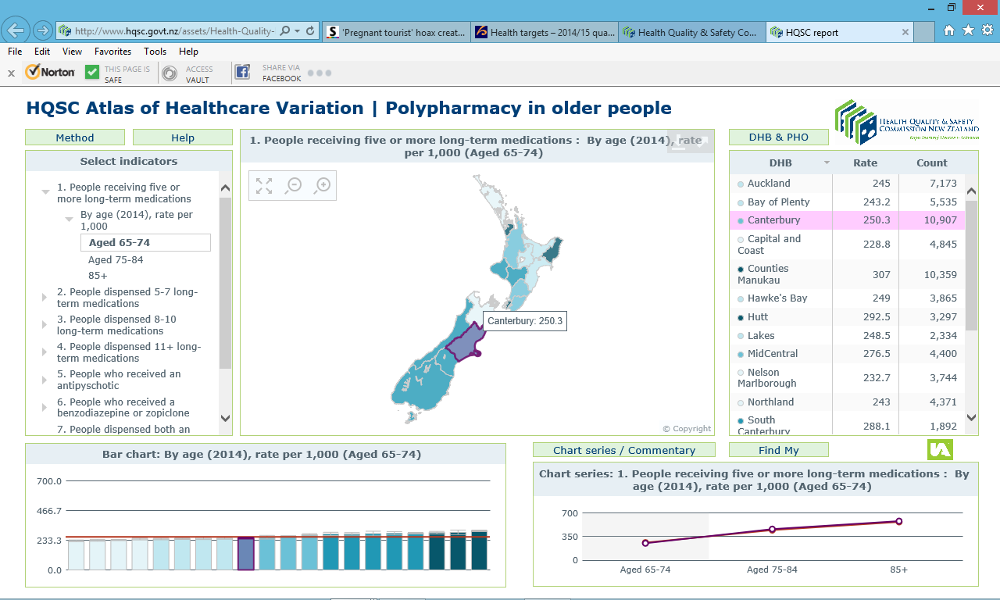 http://www.hqsc.govt.nz/assets/Health-Quality-
'Pregnant tourist' hoax creat...
Health targets – 2014/15 qua...
Health Quality & Safety Co...
HQSC report
File Edit View Favorites Tools Help
Norton
THIS PAGE IS
SAFE
ACCESS
VAULT
SHARE VIA
FACEBOOK
HQSC Atlas of Healthcare Variation | Polypharmacy in older people
HEALTH QUALITY & SAFETY
COMMISSION NEW ZEALAND
Method
Help
Select indicators
1. People receiving five or
more long-term medications
By age (2014), rate per
1,000
Aged 65-74
Aged 75-84
85+
2. People dispensed 5-7 long-
term medications
3. People dispensed 8-10
long-term medications
4. People dispensed 11+ long-
term medications
5. People who received an
antipyschotic
6. People who received a
benzodiazepine or zopiclone
7. People dispensed both an
1. People receiving five or more long-term medications : By age (2014), rate
per 1,000 (Aged 65-74)
Canterbury: 250.3
© Copyright
DHB & PHO
DHB Rate Count
Auckland 245 7,173
Bay of Plenty 243.2 5,535
Canterbury 250.3 10,907
Capital and
Coast 228.8 4,845
Counties
Manukau 307 10,359
Hawke's Bay 249 3,865
Hutt 292.5 3,297
Lakes 248.5 2,334
MidCentral 276.5 4,400
Nelson
Marlborough 232.7 3,744
Northland 243 4,371
South
Canterbury 288.1 1,892
Bar chart: By age (2014), rate per 1,000 (Aged 65-74)
700.0
466.7
233.3
0.0
Chart series / Commentary
Find My
Chart series: 1. People receiving five or more long-term medications : By
age (2014), rate per 1,000 (Aged 65-74)
700
350
0
Aged 65-74 Aged 75-84 85+